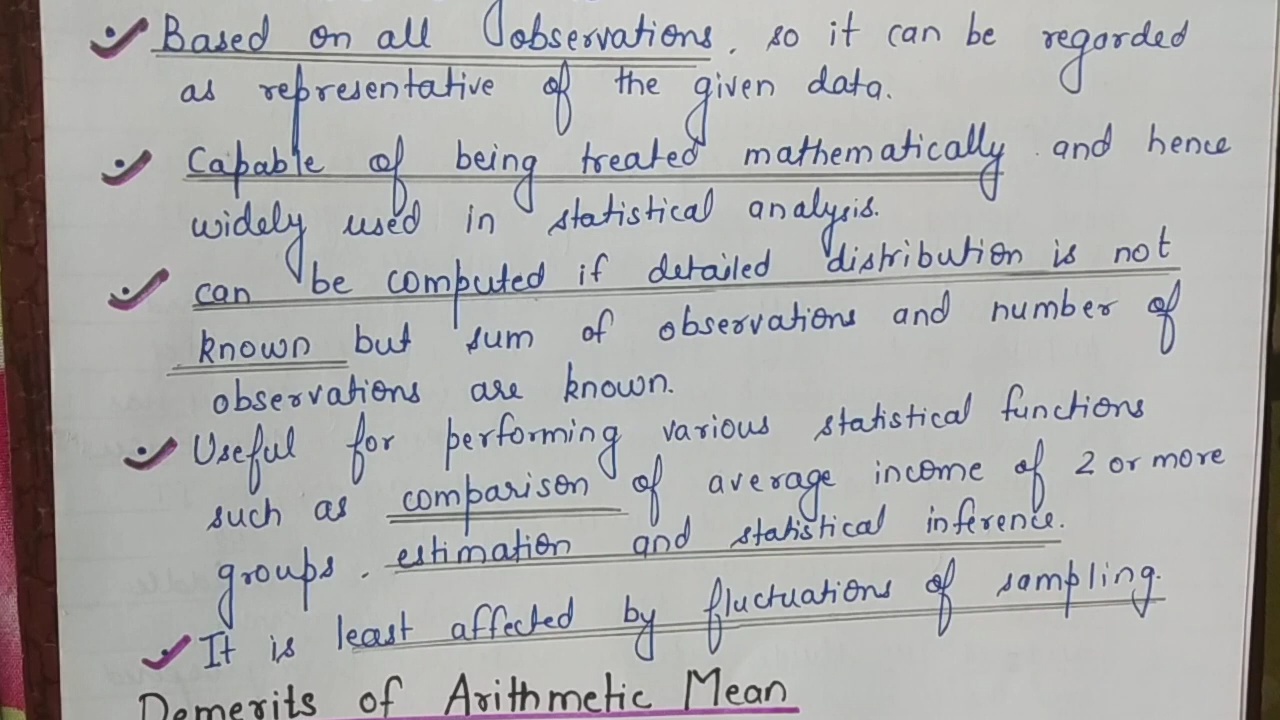 Based on all observations, so it can be regarded
as representative of the given data.
Capable of being treated mathematically and hence
widely used in statistical analysis.
can be computed if detailed distribution is not
known but sum of observations and number of
observations are known.
Useful for performing various statistical functions
such as comparison of average income of 2 or more
groups, estimation and statistical inference.
It is least affected by fluctuations of sampling.
Demerits of Arithmetic Mean